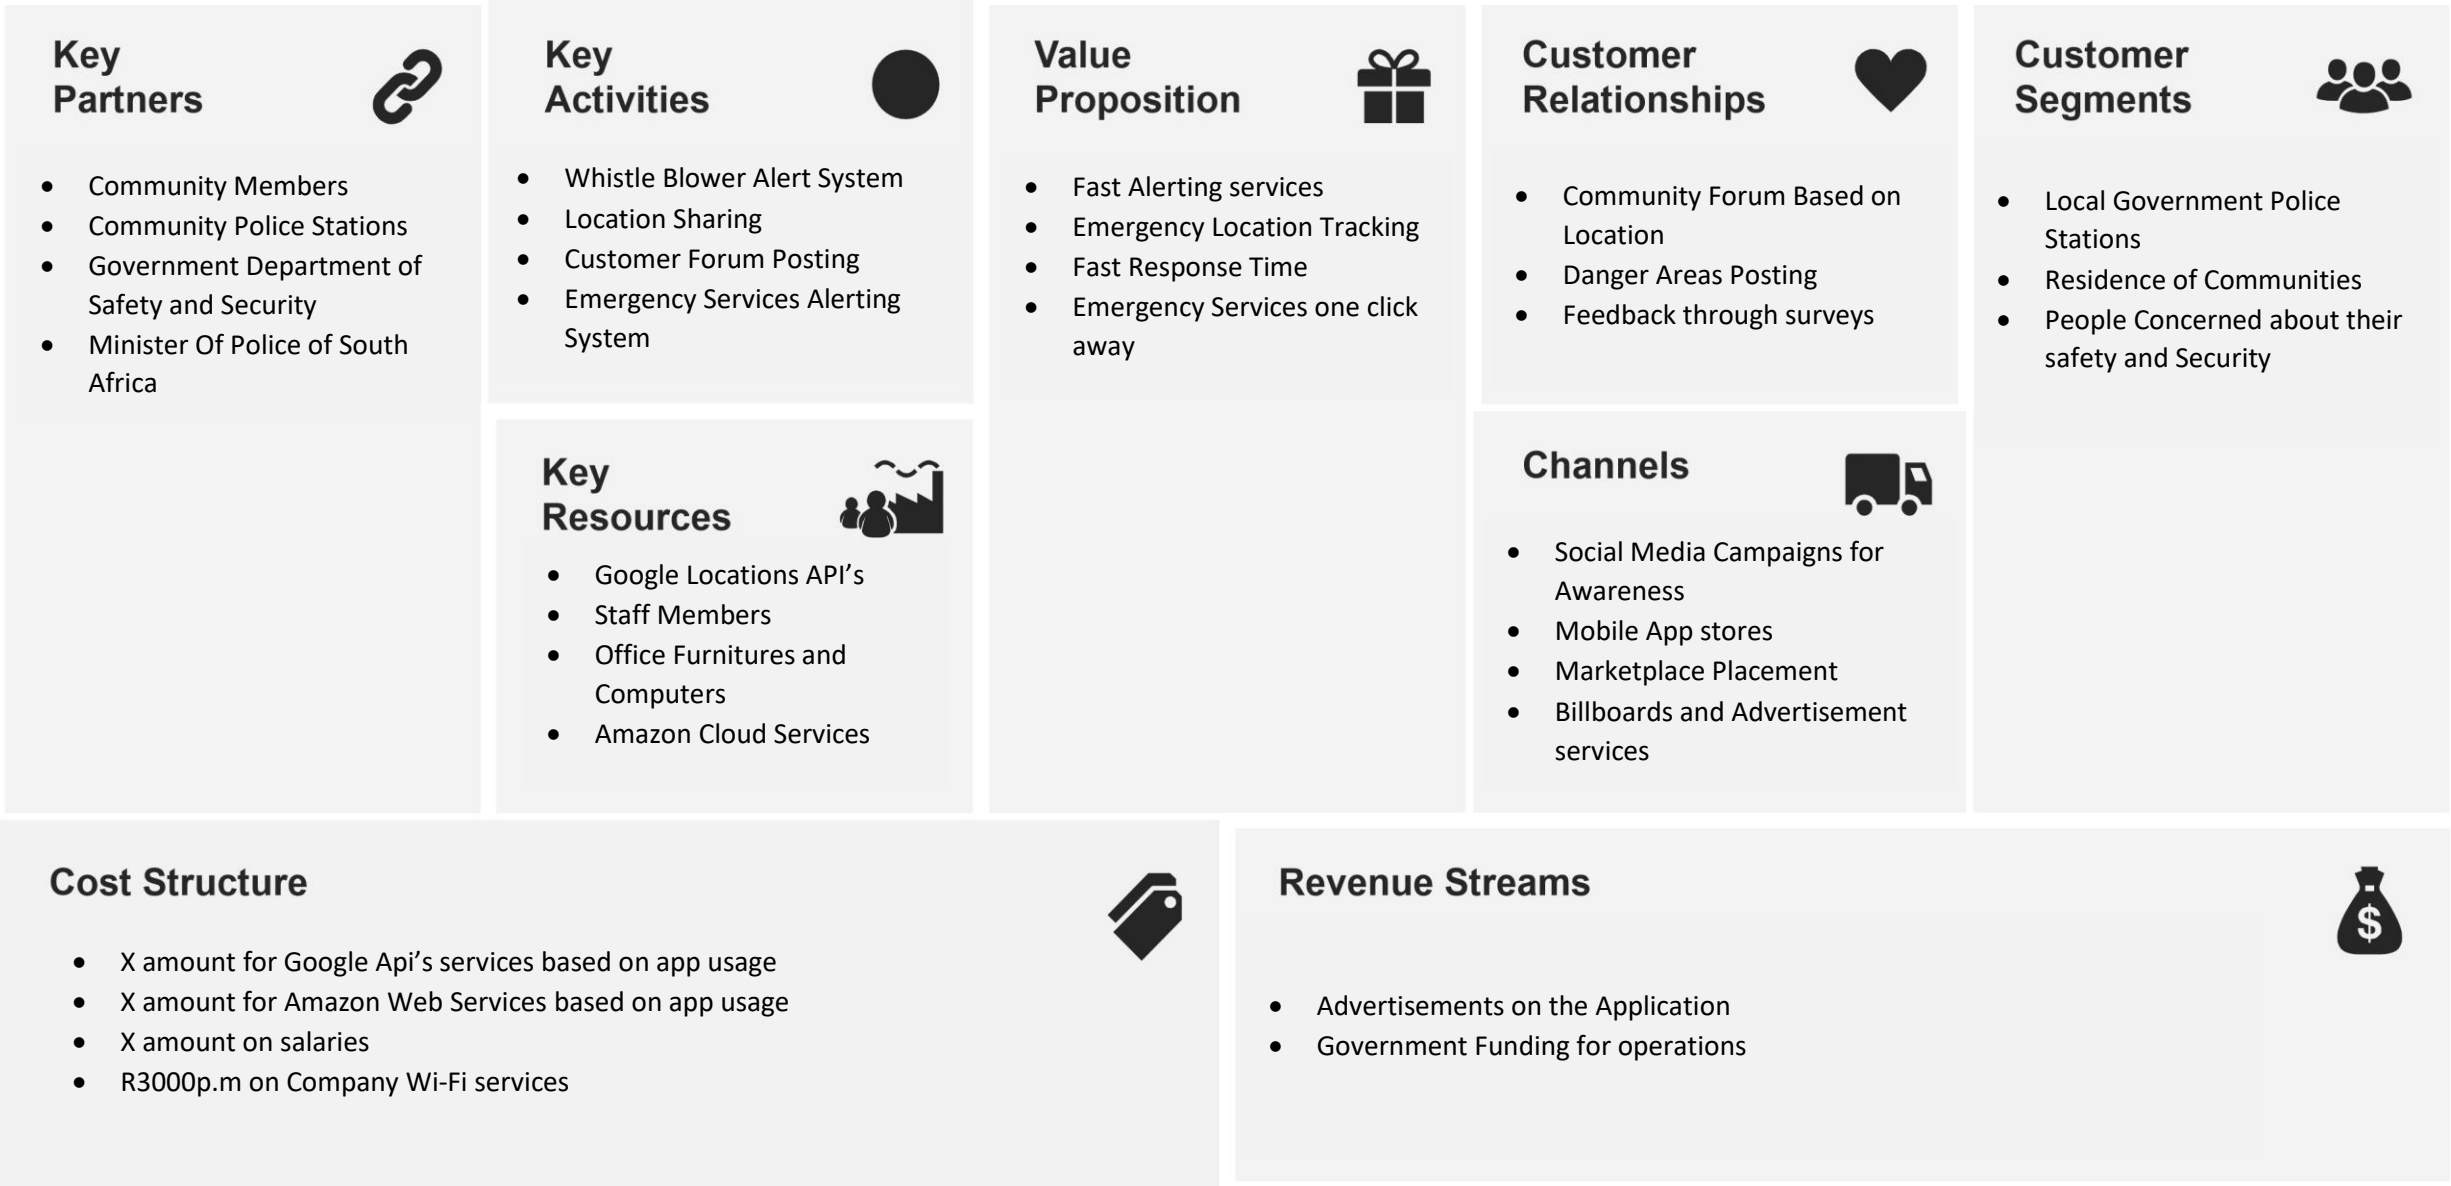 Key
Partners
• Community Members
• Community Police Stations
• Government Department of
Safety and Security
• Minister Of Police of South
Africa
Key
Activities
• Whistle Blower Alert System
• Location Sharing
• Customer Forum Posting
• Emergency Services Alerting
System
Key
Resources
• Google Locations API’s
• Staff Members
• Office Furnitures and
Computers
• Amazon Cloud Services
Value
Proposition
• Fast Alerting services
• Emergency Location Tracking
• Fast Response Time
• Emergency Services one click
away
Customer
Relationships
• Community Forum Based on
Location
• Danger Areas Posting
• Feedback through surveys
Channels
• Social Media Campaigns for
Awareness
• Mobile App stores
• Marketplace Placement
• Billboards and Advertisement
services
Customer
Segments
• Local Government Police
Stations
• Residence of Communities
• People Concerned about their
safety and Security
Cost Structure
• X amount for Google Api’s services based on app usage
• X amount for Amazon Web Services based on app usage
• X amount on salaries
• R3000p.m on Company Wi-Fi services
Revenue Streams
$
• Advertisements on the Application
• Government Funding for operations